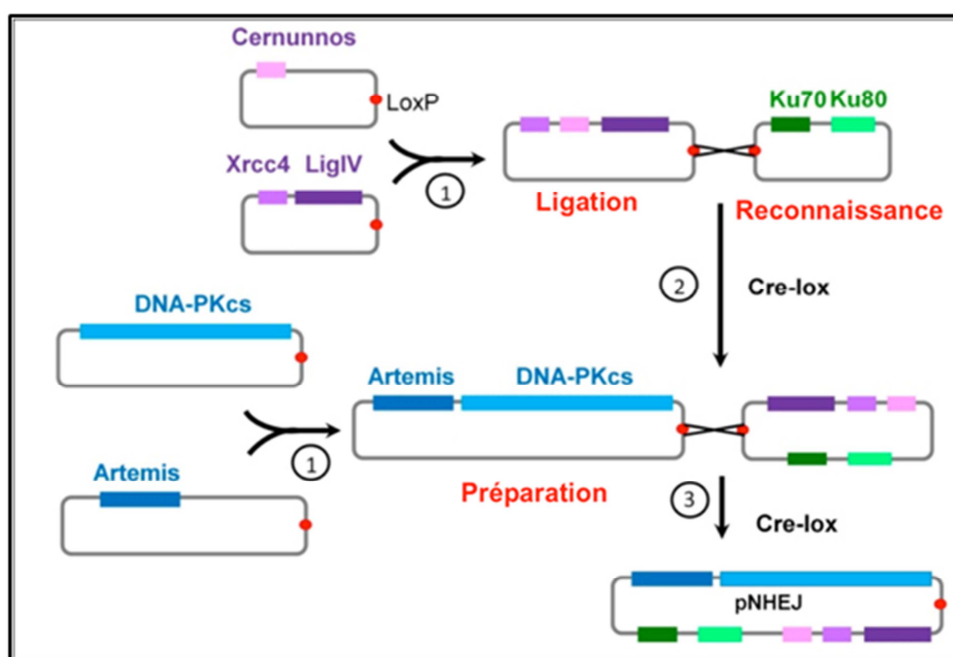 Cernunnos
LoxP
Ku70 Ku80
Xrcc4 LigIV
1
Ligation
Reconnaissance
2
Cre-lox
DNA-PKcs
Artemis
DNA-PKcs
1
Artemis
Préparation
3
Cre-lox
pNHEJ